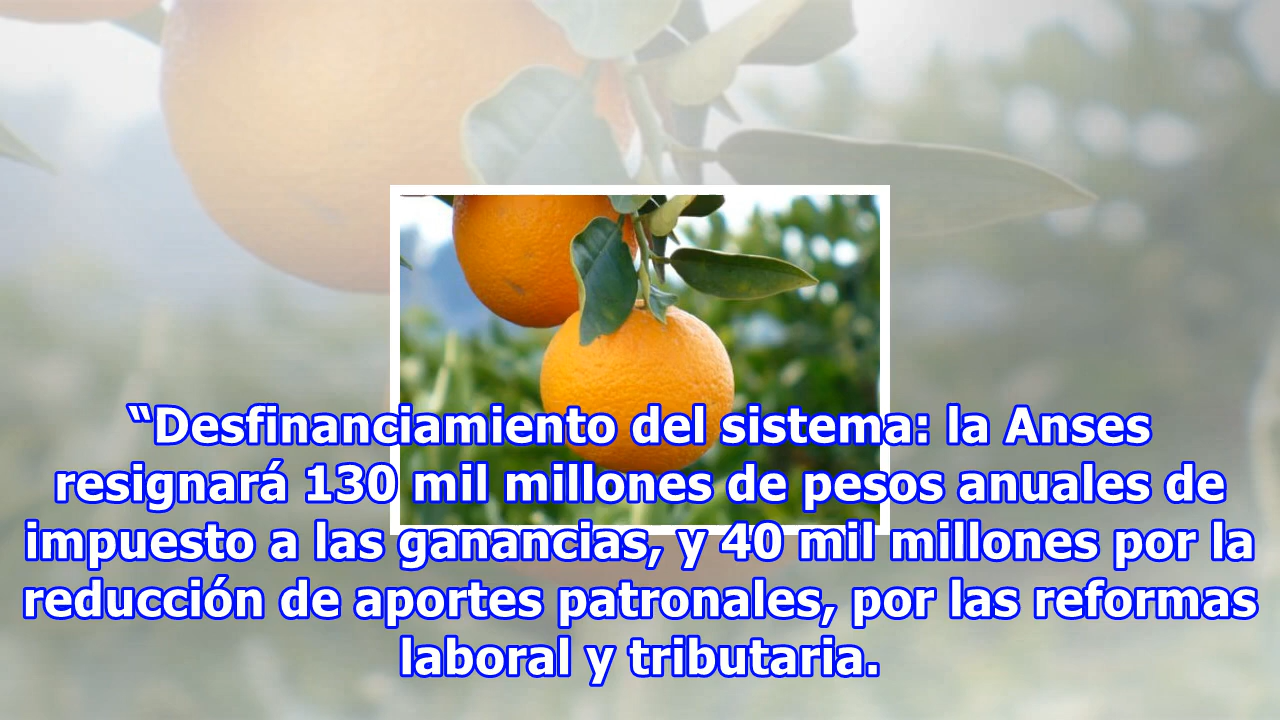 “Desfinanciamiento del sistema: la Anses
resignará 130 mil millones de pesos anuales de
impuesto a las ganancias, y 40 mil millones por la
reducción de aportes patronales, por las reformas
laboral y tributaria.